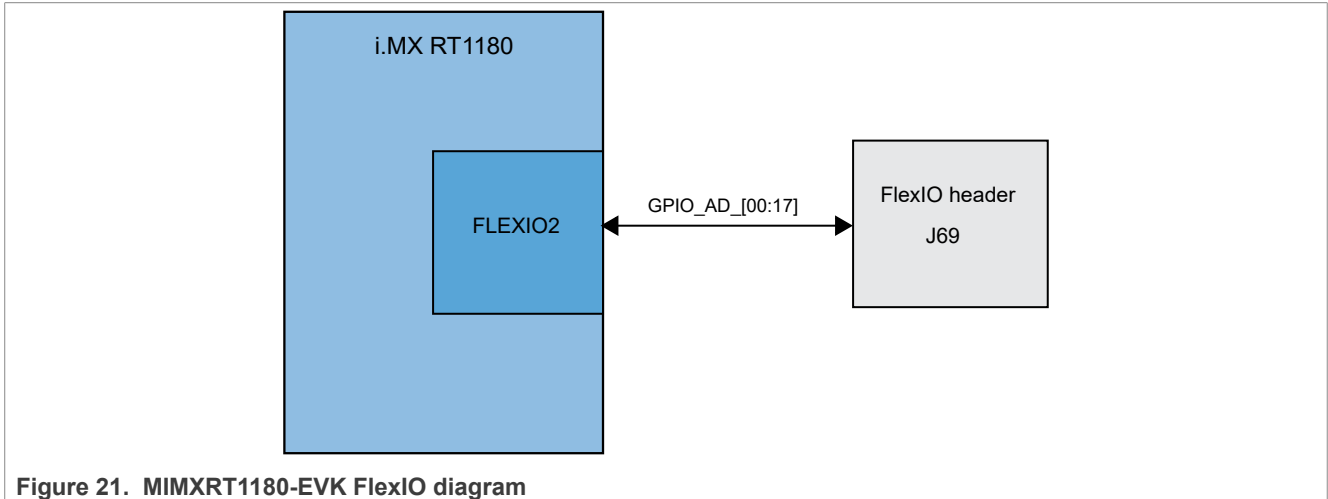 i.MX RT1180
FLEXIO2
GPIO_AD_[00:17]
FlexIO header
J69
Figure 21. MIMXRT1180-EVK FlexIO diagram